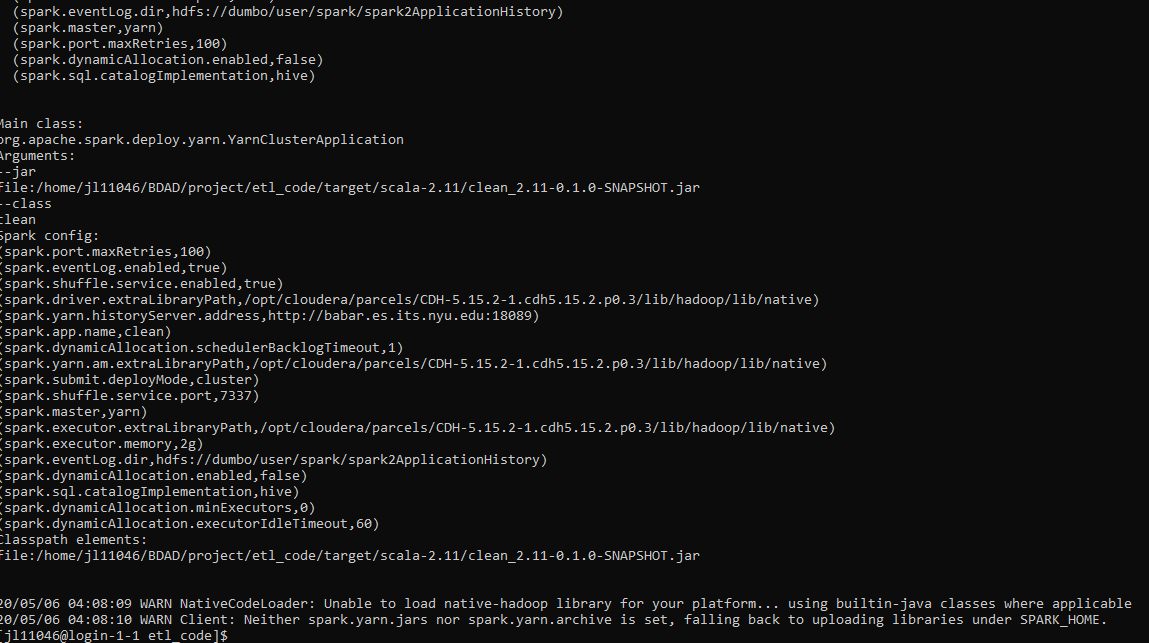 (spark.eventLog.dir,hdfs://dumbo/user/spark/spark2ApplicationHistory)
(spark.master,yarn)
(spark.port.maxRetries,100)
(spark.dynamicAllocation.enabled,false)
(spark.sql.catalogImplementation,hive)
Main class:
org.apache.spark.deploy.yarn.YarnClusterApplication
Arguments:
--jar
file:/home/jl11046/BDAD/project/etl_code/target/scala-2.11/clean_2.11-0.1.0-SNAPSHOT.jar
--class
clean
Spark config:
(spark.port.maxRetries,100)
(spark.eventLog.enabled,true)
(spark.shuffle.service.enabled,true)
(spark.driver.extraLibraryPath,/opt/cloudera/parcels/CDH-5.15.2-1.cdh5.15.2.p0.3/lib/hadoop/lib/native)
(spark.yarn.historyServer.address,http://babar.es.its.nyu.edu:18089)
(spark.app.name,clean)
(spark.dynamicAllocation.schedulerBacklogTimeout,1)
(spark.yarn.am.extraLibraryPath,/opt/cloudera/parcels/CDH-5.15.2-1.cdh5.15.2.p0.3/lib/hadoop/lib/native)
(spark.submit.deployMode,cluster)
(spark.shuffle.service.port,7337)
(spark.master,yarn)
(spark.executor.extraLibraryPath,/opt/cloudera/parcels/CDH-5.15.2-1.cdh5.15.2.p0.3/lib/hadoop/lib/native)
(spark.executor.memory,2g)
(spark.eventLog.dir,hdfs://dumbo/user/spark/spark2ApplicationHistory)
(spark.dynamicAllocation.enabled,false)
(spark.sql.catalogImplementation,hive)
(spark.dynamicAllocation.minExecutors,0)
(spark.dynamicAllocation.executorIdleTimeout,60)
Classpath elements:
file:/home/jl11046/BDAD/project/etl_code/target/scala-2.11/clean_2.11-0.1.0-SNAPSHOT.jar
20/05/06 04:08:09 WARN NativeCodeLoader: Unable to load native-hadoop library for your platform... using builtin-java classes where applicable
20/05/06 04:08:10 WARN Client: Neither spark.yarn.jars nor spark.yarn.archive is set, falling back to uploading libraries under SPARK_HOME.
[jl11046@login-1-1 etl_code]$